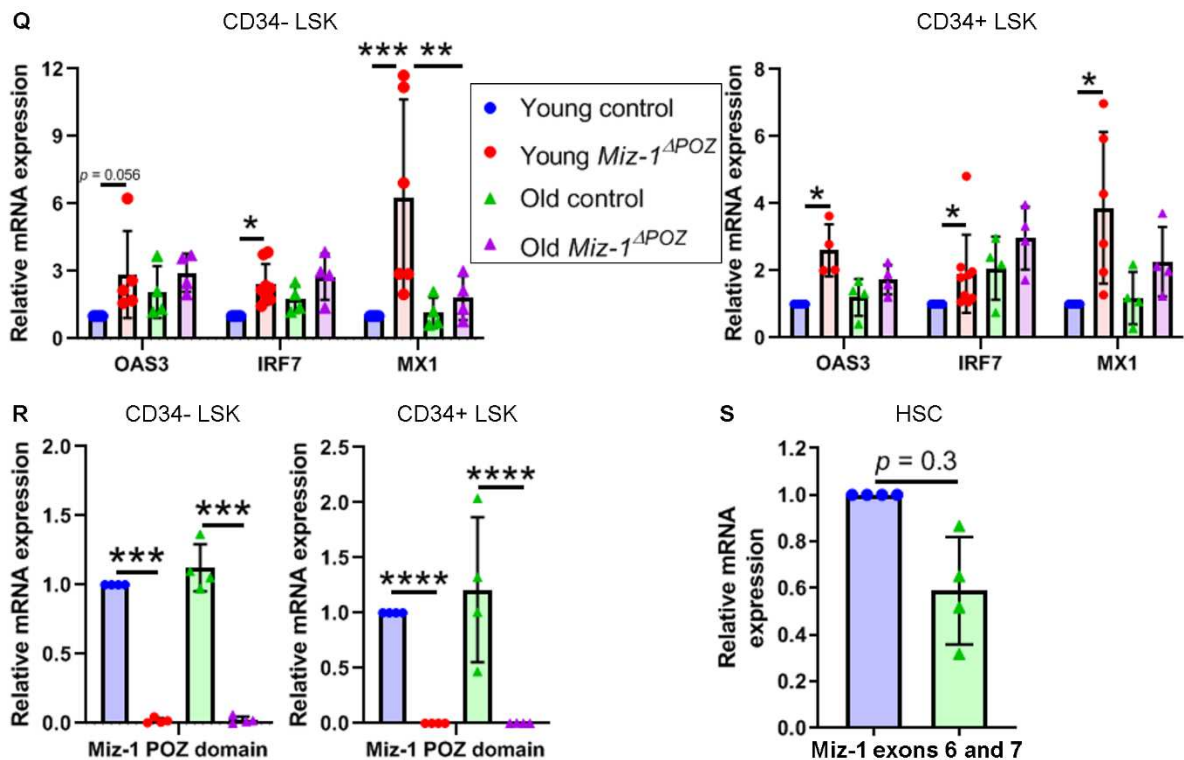 Q
CD34- LSK
CD34+ LSK
Relative mRNA expression
12
9
6
3
0
p = 0.056
*
***
**
OAS3
IRF7
MX1
Young control
Young Miz-1ΔPOZ
Old control
Old Miz-1ΔPOZ
Relative mRNA expression
8
6
4
2
0
*
*
*
OAS3
IRF7
MX1
R
CD34- LSK
CD34+ LSK
Relative mRNA expression
2.0
1.5
1.0
0.5
0.0
***
***
Miz-1 POZ domain
Relative mRNA expression
2.5
2.0
1.5
1.0
0.5
0.0
****
****
Miz-1 POZ domain
S
HSC
Relative mRNA
expression
1.2
1.0
0.8
0.6
0.4
0.2
0.0
p = 0.3
Miz-1 exons 6 and 7